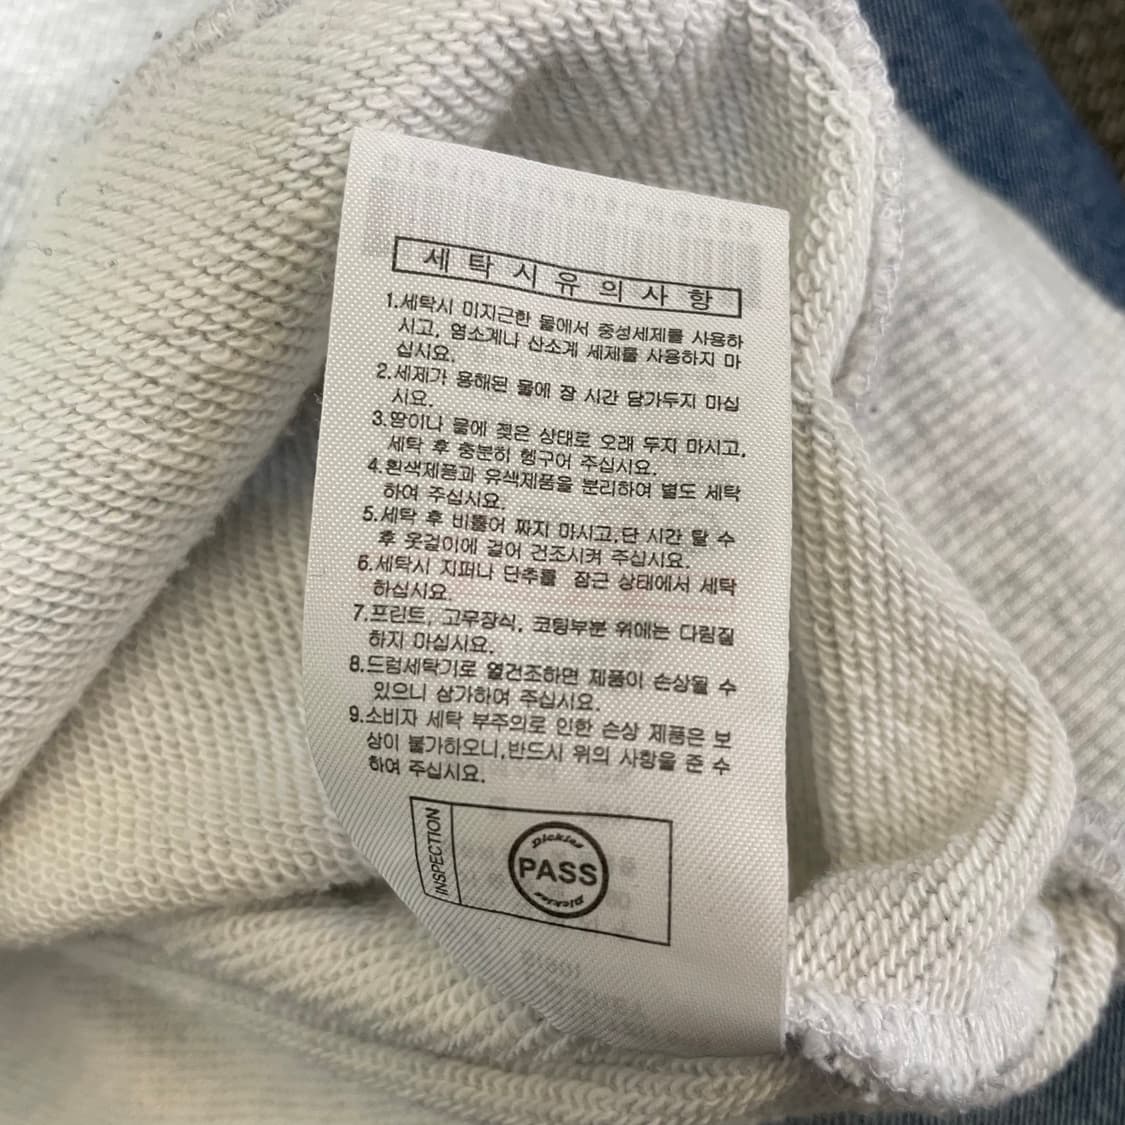 세탁시유의사항
1.세탁시 미지근한 물에서 중성세제를 사용하
시고, 염소계나 산소계 세제를 사용하지 마
십시요.
2.세제가 용해된 물에 장 시간 담가두지 마십
시요.
3.땀이나 물에 젖은 상태로 오래 두지 마시고,
세탁 후 충분히 헹구어 주십시요.
4.흰색제품과 유색제품을 분리하여 별도 세탁
하여 주십시요.
5.세탁 후 비틀어 짜지 마시고,단 시간 탈 수
후 옷걸이에 걸어 건조시켜 주십시요.
6.세탁시 지퍼나 단추를 잠근 상태에서 세탁
하십시요.
7.프린트, 고무장식, 코팅부분 위에는 다림질
하지 마십시요.
8.드럼세탁기로 열건조하면 제품이 손상될 수
있으니 삼가하여 주십시요.
9.소비자 세탁 부주의로 인한 손상 제품은 보
상이 불가하오니,반드시 위의 사항을 준 수
하여 주십시요.
INSPECTION
Dickies
PASS
Dickies